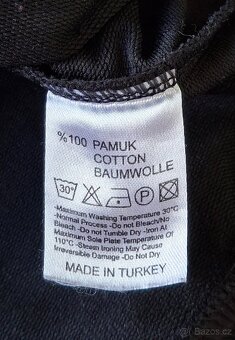 %100 PAMUK
COTTON
BAUMWOLLE
30°
P
-Maximum Washing Temperature 30°C
-Normal Process -Do not Bleach/No
Bleach -Do not Tumble Dry -Iron At
Maximum Sole Plate Temperature Of
110°C -Steam Ironing May Cause
Irreversible Damage -Do not Dry
MADE IN TURKEY
Bazos.cz